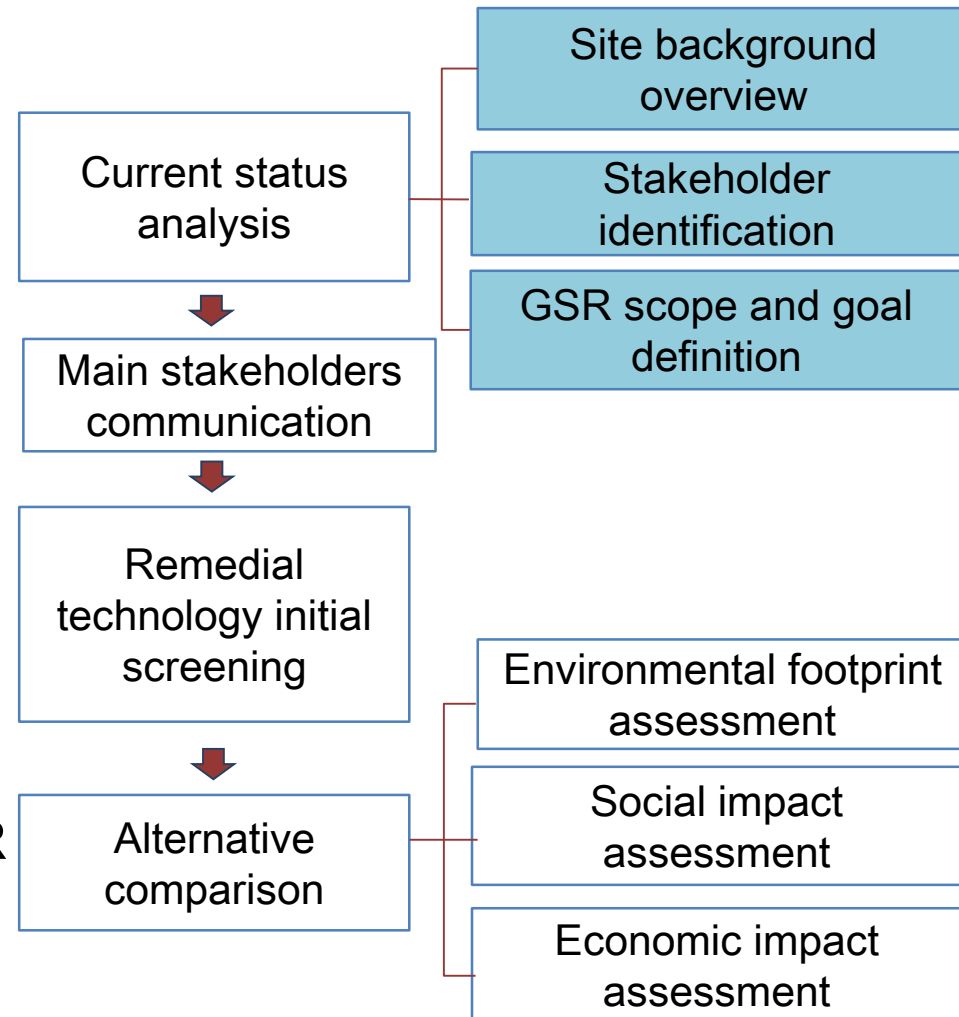 Site background
overview
Current status
analysis
Stakeholder
identification
GSR scope and goal
definition
Main stakeholders
communication
Remedial
technology initial
screening
Environmental footprint
assessment
R
Alternative
comparison
Social impact
assessment
Economic impact
assessment